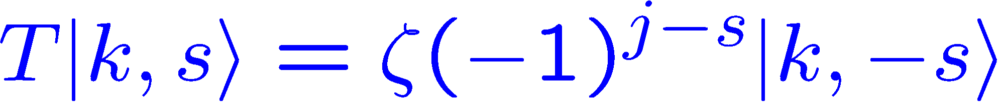 T|k, s⟩ = ζ(−1)^{j−s}|k, −s⟩